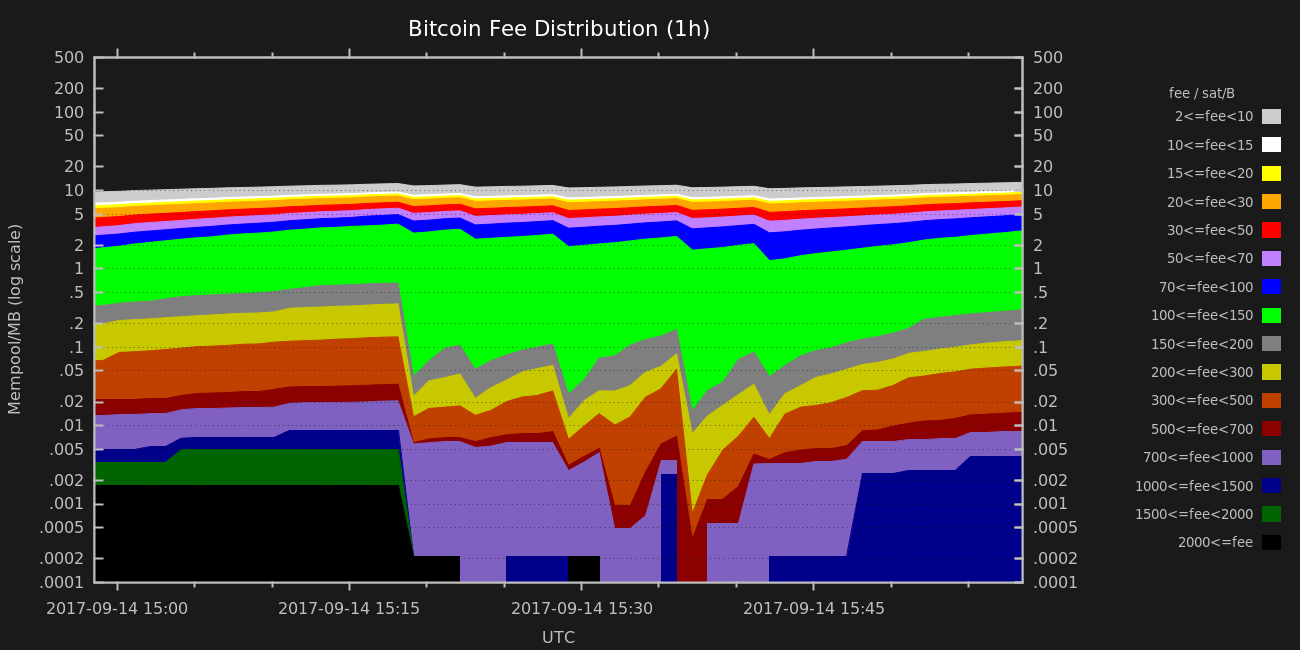 Bitcoin Fee Distribution (1h)
500
200
100
50
20
10
5
2
1
.5
.2
.1
.05
.02
.01
.005
.002
.001
.0005
.0002
.0001
Mempool/MB (log scale)
500
200
100
50
20
10
5
2
1
.5
.2
.1
.05
.02
.01
.005
.002
.001
.0005
.0002
.0001
2017-09-14 15:00
2017-09-14 15:15
2017-09-14 15:30
2017-09-14 15:45
UTC
fee / sat/B
2<=fee<10
10<=fee<15
15<=fee<20
20<=fee<30
30<=fee<50
50<=fee<70
70<=fee<100
100<=fee<150
150<=fee<200
200<=fee<300
300<=fee<500
500<=fee<700
700<=fee<1000
1000<=fee<1500
1500<=fee<2000
2000<=fee